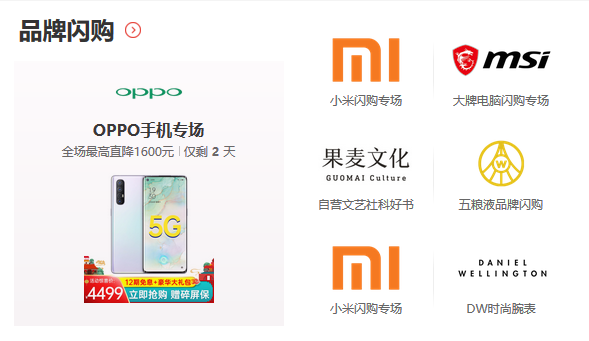 品牌闪购
oppo
OPPO手机专场
全场最高直降1600元 | 仅剩 2 天
5G
12期免息+豪华大礼包
4499
立即抢购 赠碎屏保
小米闪购专场
msi
大牌电脑闪购专场
果麦文化
GUOMAI Culture
自营文艺社科好书
W
五粮液品牌闪购
小米闪购专场
DANIEL
WELLINGTON
DW时尚腕表